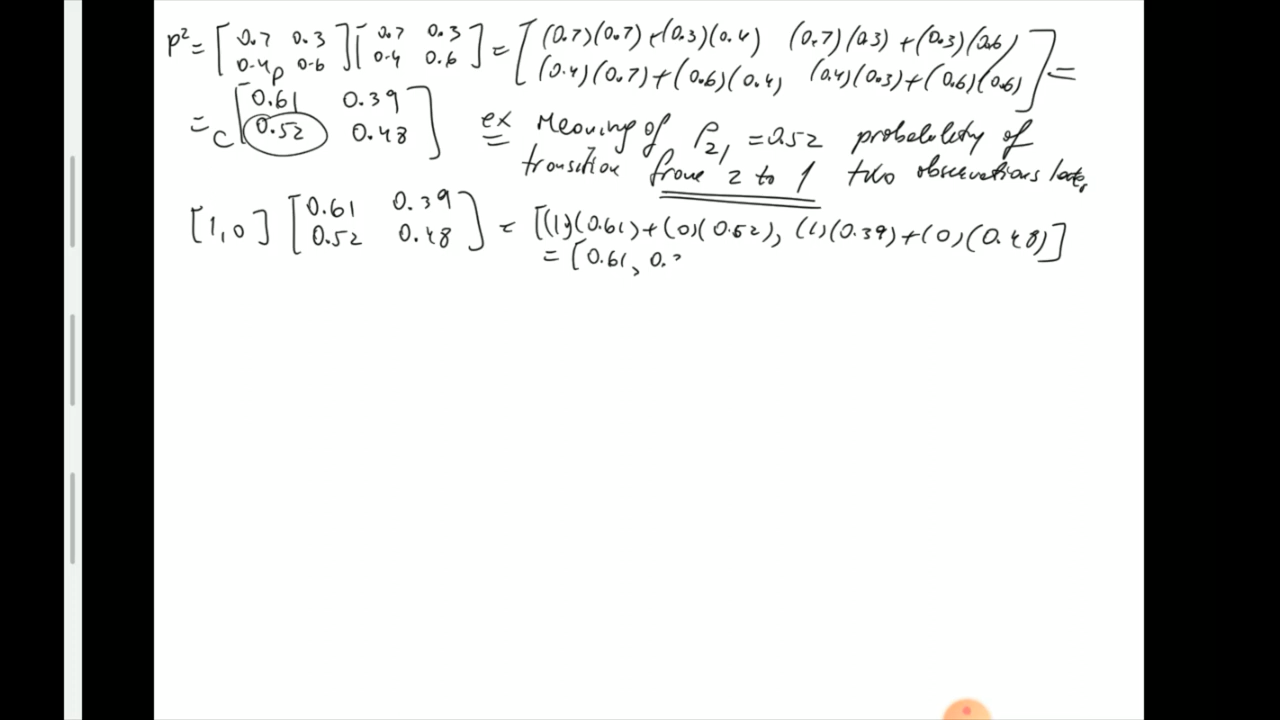 P² = [0.7 0.3 [0.7 0.3] = [(0.7)(0.7)+(0.3)(0.4) (0.7)(0.3)+(0.3)(0.6)
0.4 0.6] 0.4 0.6 (0.4)(0.7)+(0.6)(0.4) (0.4)(0.3)+(0.6)(0.6)] =
P
[0.61 0.39]
= C 0.52 0.48 ex Meaning of P21 = 0.52 probability of
transition from 2 to 1 two observations later
[1,0] [0.61 0.39
0.52 0.48] = [(1)(0.61)+(0)(0.52), (1)(0.39)+(0)(0.48)]
= [0.61, 0.